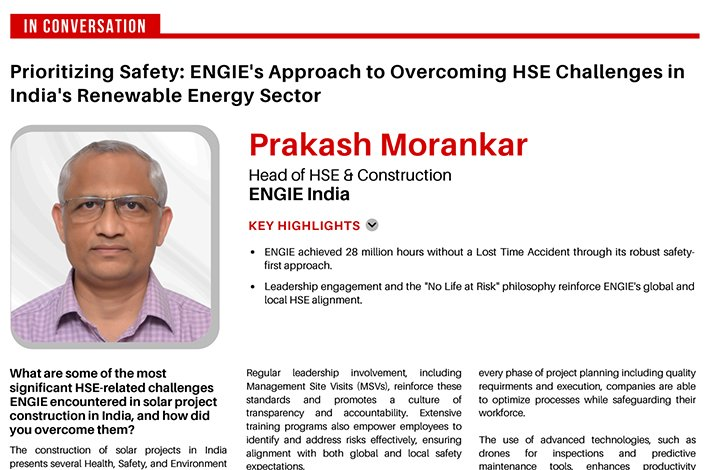 IN CONVERSATION
Prioritizing Safety: ENGIE's Approach to Overcoming HSE Challenges in
India's Renewable Energy Sector
Prakash Morankar
Head of HSE & Construction
ENGIE India
KEY HIGHLIGHTS
• ENGIE achieved 28 million hours without a Lost Time Accident through its robust safety-
first approach.
• Leadership engagement and the "No Life at Risk" philosophy reinforce ENGIE's global and
local HSE alignment.
What are some of the most
significant HSE-related challenges
ENGIE encountered in solar project
construction in India, and how did
you overcome them?
The construction of solar projects in India
presents several Health, Safety, and Environment
Regular leadership involvement, including
Management Site Visits (MSVs), reinforce these
standards and promotes a culture of
transparency and accountability. Extensive
training programs also empower employees to
identify and address risks effectively, ensuring
alignment with both global and local safety
expectations.
every phase of project planning including quality
requirments and execution, companies are able
to optimize processes while safeguarding their
workforce.
The use of advanced technologies, such as
drones for inspections and predictive
maintenance tools, enhances productivity